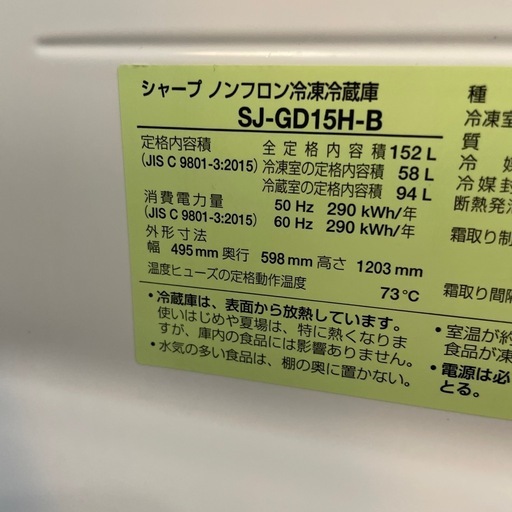 シャープ ノンフロン冷凍冷蔵庫
SJ-GD15H-B
定格内容積
(JIS C 9801-3:2015)
全定格内容積 152 L
冷凍室の定格内容積 58 L
冷蔵室の定格内容積 94 L
消費電力量
(JIS C 9801-3:2015)
50 Hz 290 kWh/年
60 Hz 290 kWh/年
外形寸法
幅 495 mm 奥行 598 mm 高さ 1203 mm
温度ヒューズの定格動作温度 73℃
• 冷蔵庫は、表面から放熱しています。
使いはじめや夏場は、特に熱くなりま
すが、庫内の食品には影響ありません。
• 水気の多い食品は、棚の奥に置かない。
種
冷凍室
質
冷媒
冷媒封
断熱発泡
霜取り制
霜取り間隔
• 室温が約
食品が凍
• 電源は必
とる。